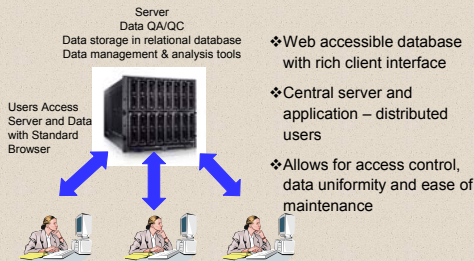 Server
Data QA/QC
Data storage in relational database
Data management & analysis tools
Users Access
Server and Data
with Standard
Browser
❖Web accessible database
with rich client interface
❖Central server and
application – distributed
users
❖Allows for access control,
data uniformity and ease of
maintenance